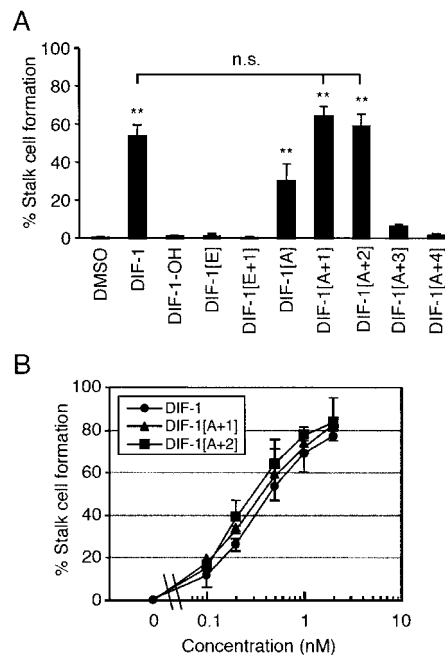 A
n.s.
% Stalk cell formation
100
80
60
40
20
0
**
**
**
**
DMSO
DIF-1
DIF-1-OH
DIF-1[E]
DIF-1[E+1]
DIF-1[A]
DIF-1[A+1]
DIF-1[A+2]
DIF-1[A+3]
DIF-1[A+4]
B
% Stalk cell formation
100
80
60
40
20
0
DIF-1
DIF-1[A+1]
DIF-1[A+2]
0 0.1 1 10
Concentration (nM)